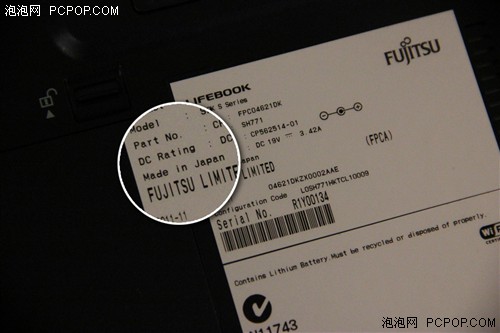 泡泡网 PCPOP.COM
LIFEBOOK
FUJITSU
Model
S Series
FPC04621DK
Part No.
SH771
DC Rating
CP562514-01
DC 19V 3.42A
(FPCA)
Made in Japan
FUJITSU LIMITED
04621DKZX0002AAE
Configuration Code L0SH771HKTCL10009
Serial No. R1Y00134
Contains Lithium Battery Must be recycled or disposed of properly.
N11743
泡泡网 PCPOP.COM